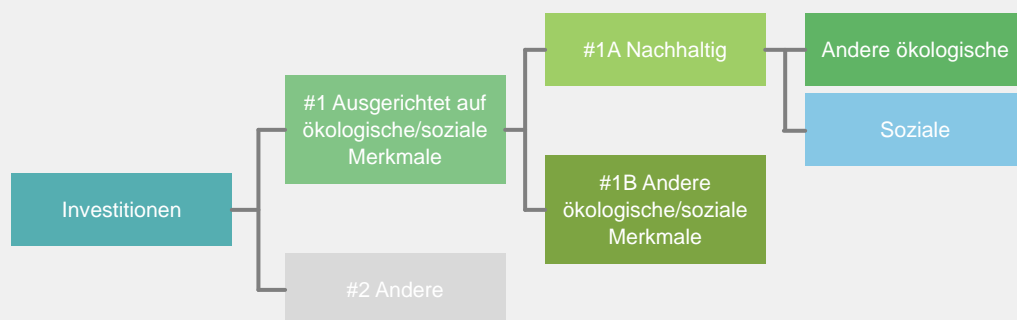 Investitionen
#1 Ausgerichtet auf
ökologische/soziale
Merkmale
#2 Andere
#1A Nachhaltig
#1B Andere
ökologische/soziale
Merkmale
Andere ökologische
Soziale